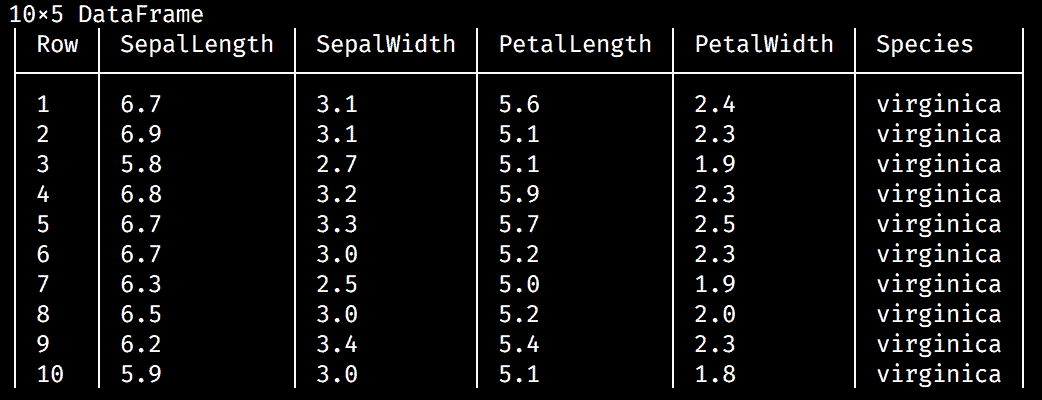 10×5 DataFrame
Row SepalLength SepalWidth PetalLength PetalWidth Species
1 6.7 3.1 5.6 2.4 virginica
2 6.9 3.1 5.1 2.3 virginica
3 5.8 2.7 5.1 1.9 virginica
4 6.8 3.2 5.9 2.3 virginica
5 6.7 3.3 5.7 2.5 virginica
6 6.7 3.0 5.2 2.3 virginica
7 6.3 2.5 5.0 1.9 virginica
8 6.5 3.0 5.2 2.0 virginica
9 6.2 3.4 5.4 2.3 virginica
10 5.9 3.0 5.1 1.8 virginica